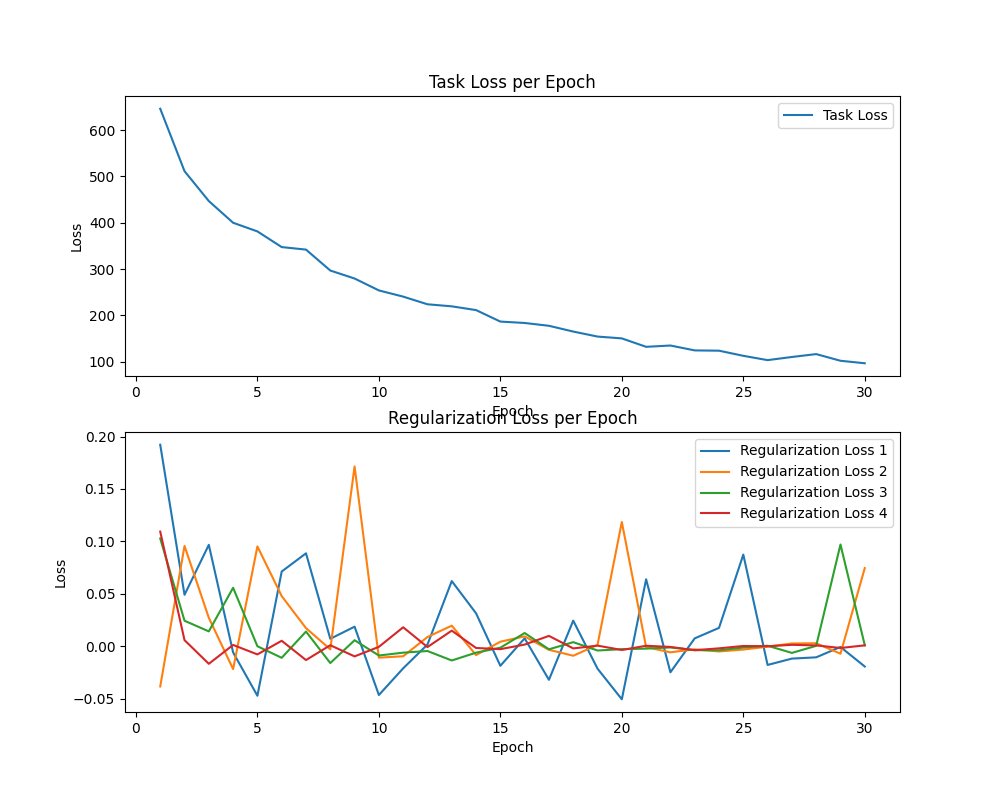 Task Loss per Epoch
Task Loss
Loss
600
500
400
300
200
100
0 5 10 15 20 25 30
Epoch
Regularization Loss per Epoch
Regularization Loss 1
Regularization Loss 2
Regularization Loss 3
Regularization Loss 4
Loss
0.20
0.15
0.10
0.05
0.00
−0.05
0 5 10 15 20 25 30
Epoch